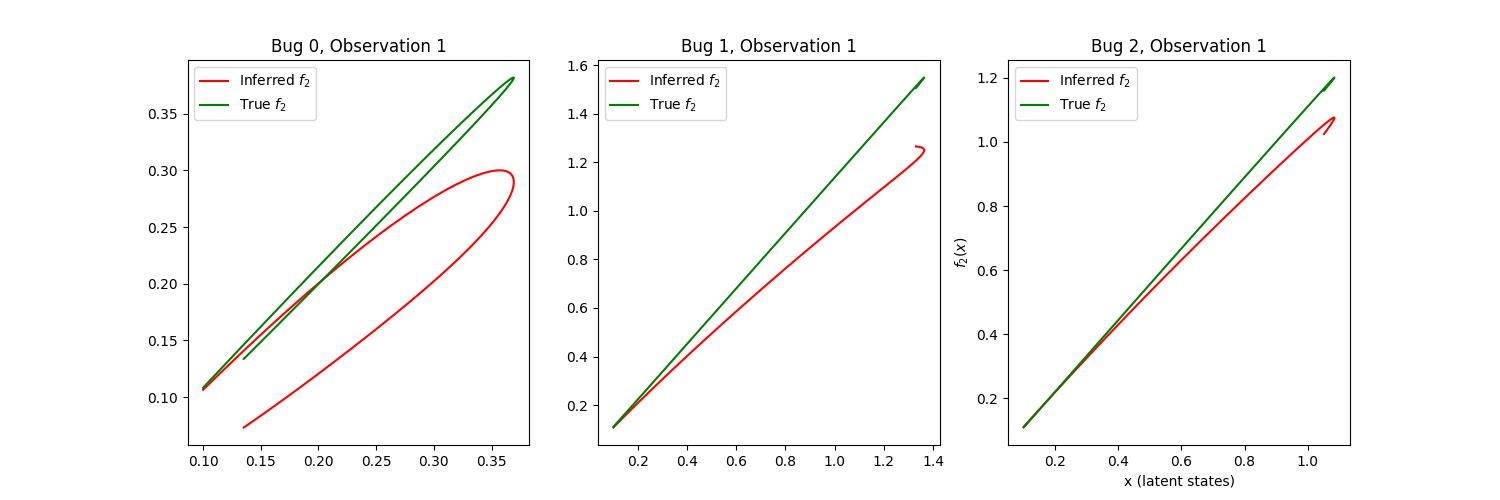 Bug 0, Observation 1
Inferred f₂
True f₂
0.35
0.30
0.25
0.20
0.15
0.10
0.10 0.15 0.20 0.25 0.30 0.35
Bug 1, Observation 1
Inferred f₂
True f₂
1.6
1.4
1.2
1.0
0.8
0.6
0.4
0.2
0.2 0.4 0.6 0.8 1.0 1.2 1.4
Bug 2, Observation 1
Inferred f₂
True f₂
f₂(x)
1.2
1.0
0.8
0.6
0.4
0.2
0.2 0.4 0.6 0.8 1.0
x (latent states)